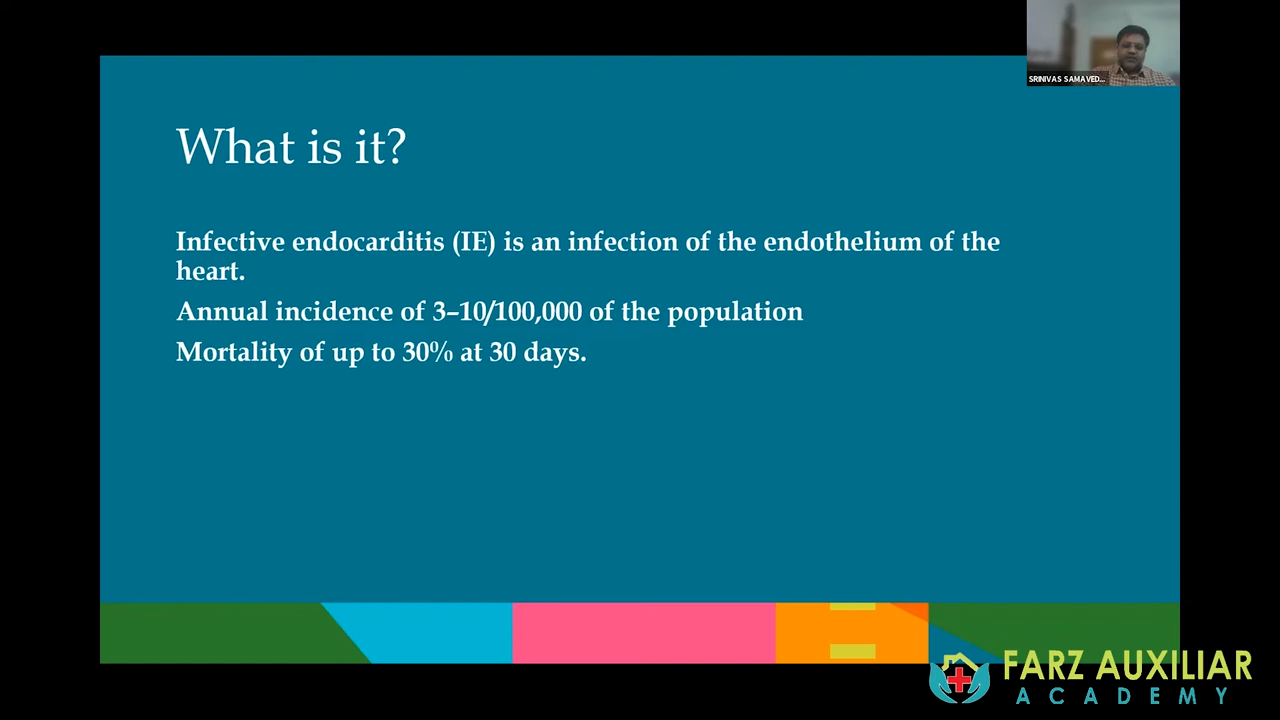 SRINIVAS SAMAVED...
What is it?
Infective endocarditis (IE) is an infection of the endothelium of the
heart.
Annual incidence of 3–10/100,000 of the population
Mortality of up to 30% at 30 days.
FARZ AUXILIAR
ACADEMY